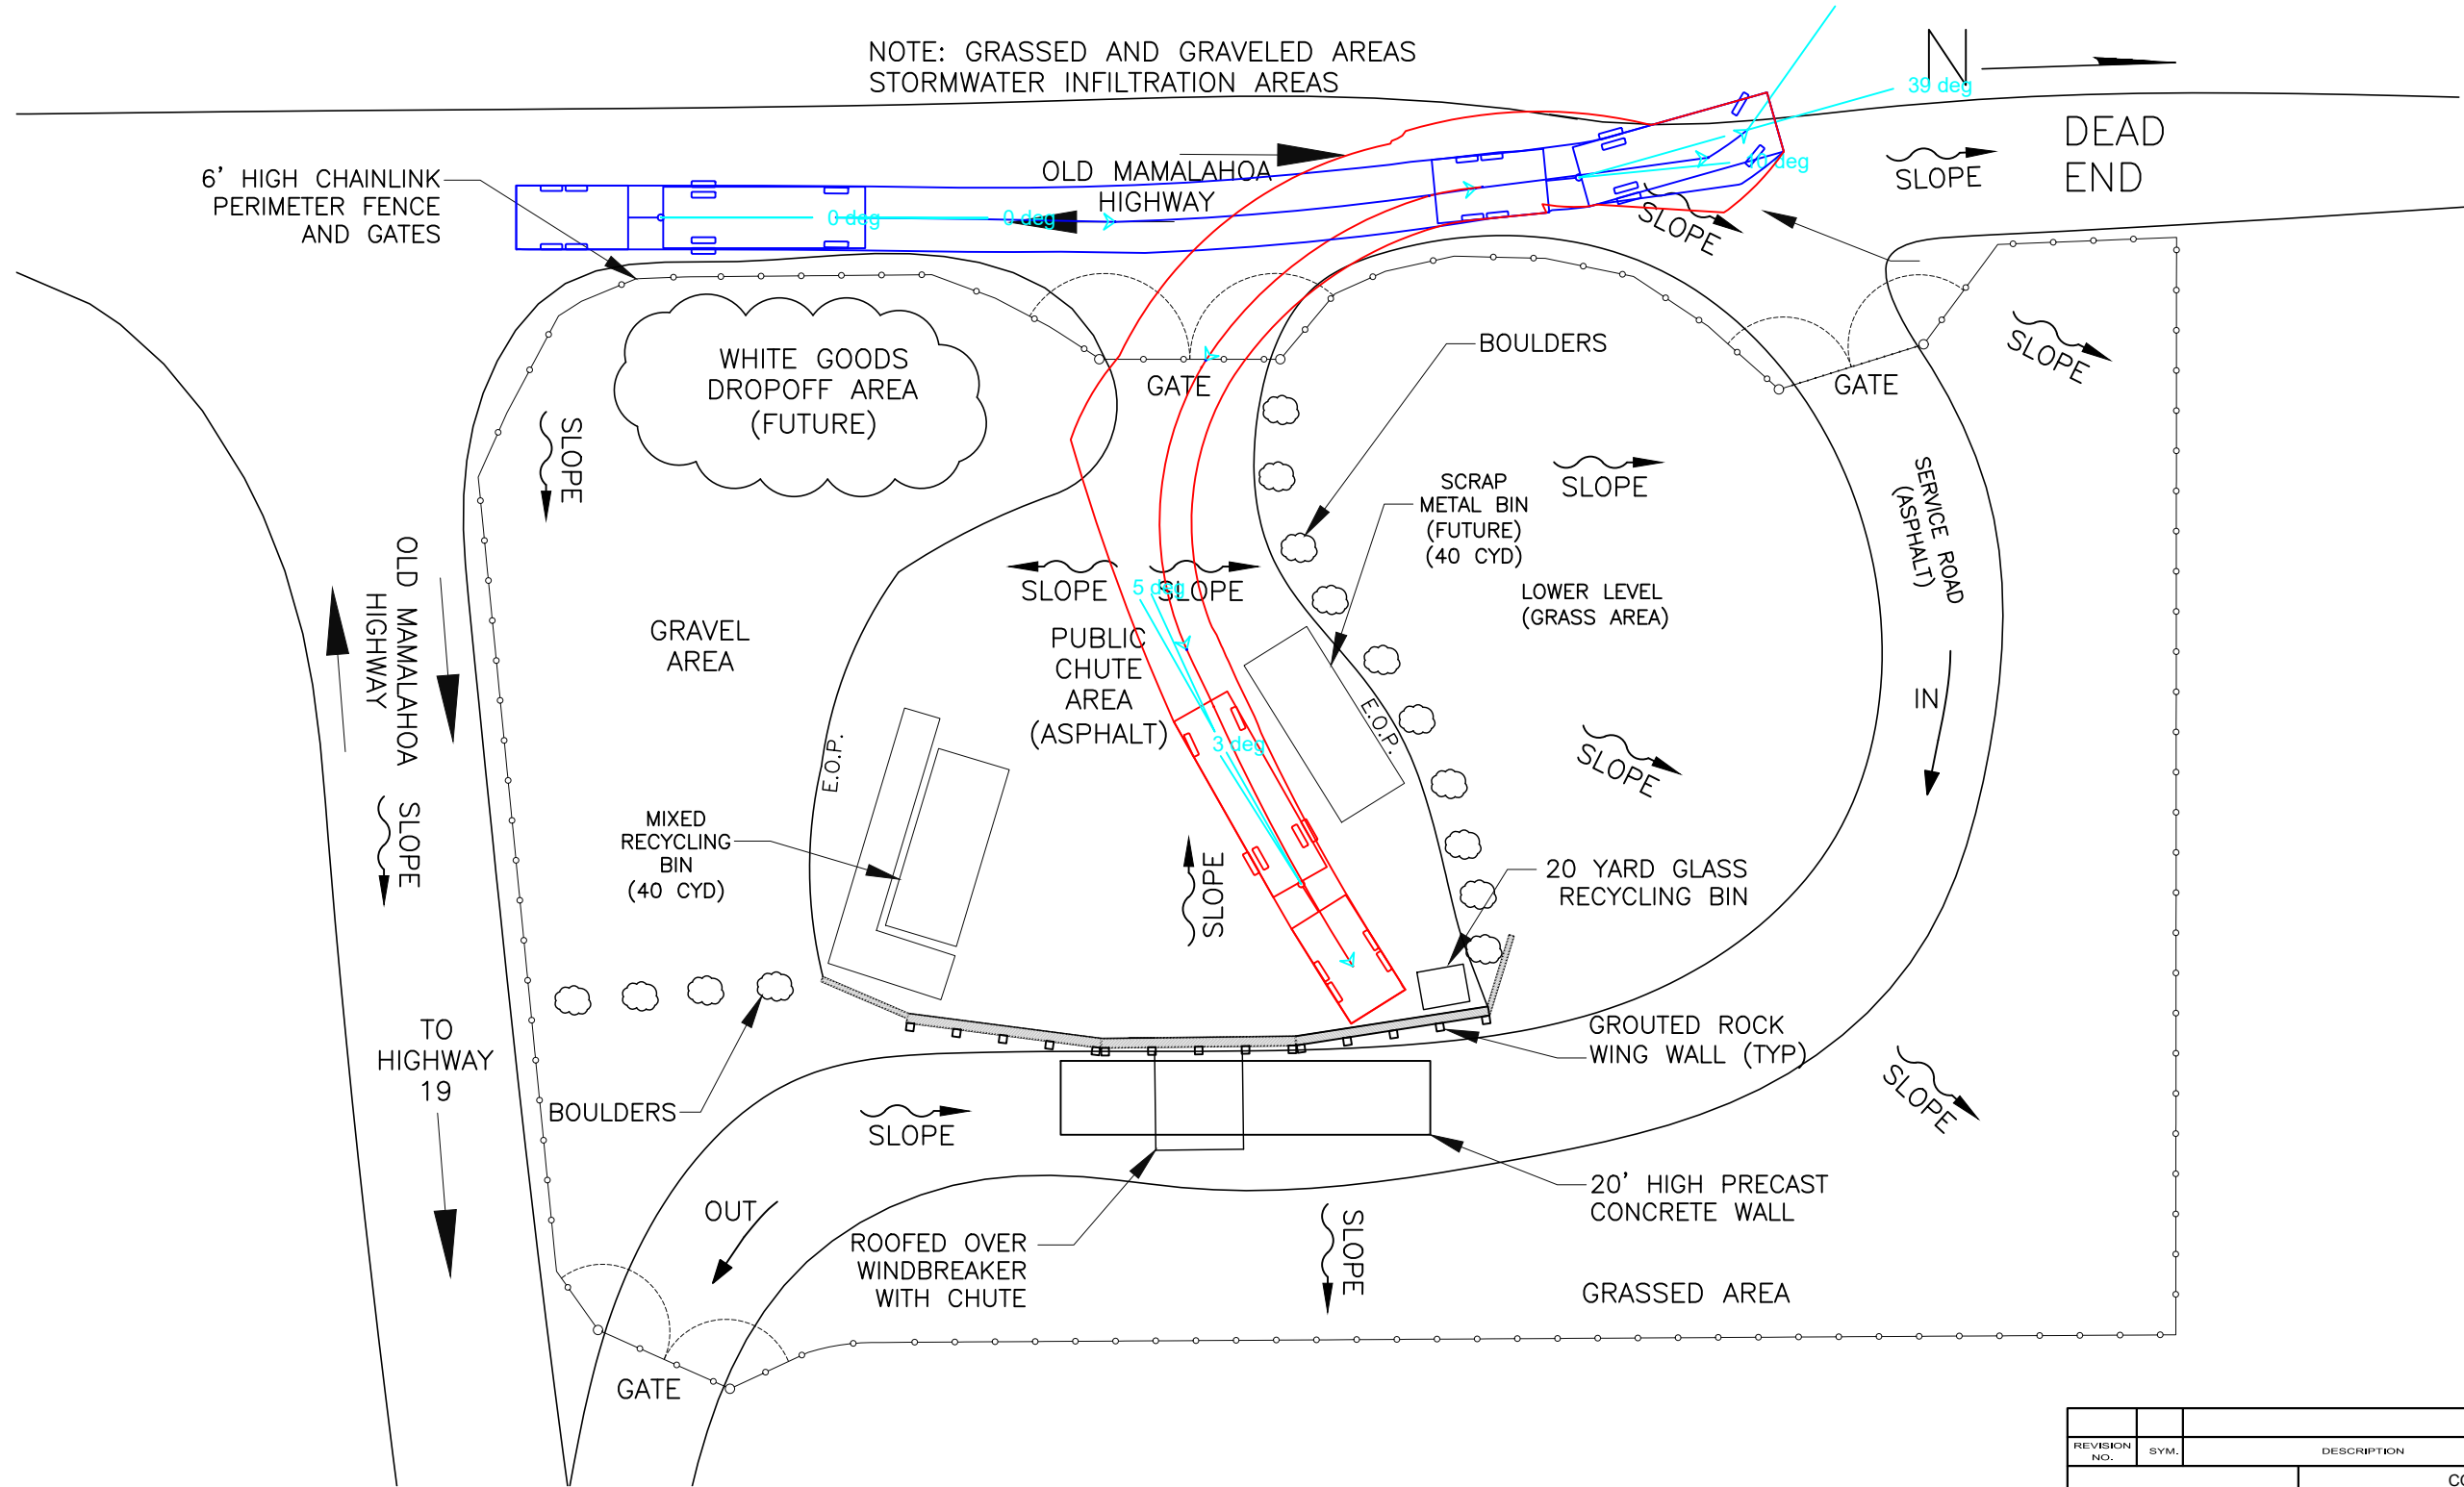 NOTE: GRASSED AND GRAVELED AREAS
STORMWATER INFILTRATION AREAS
N
39 deg
DEAD
END
6' HIGH CHAINLINK
PERIMETER FENCE
AND GATES
OLD MAMALAHOA
HIGHWAY
0 deg
0 deg
10 deg
SLOPE
SLOPE
WHITE GOODS
DROPOFF AREA
(FUTURE)
GATE
BOULDERS
GATE
SLOPE
SLOPE
SCRAP
METAL BIN
(FUTURE)
(40 CYD)
SLOPE
SERVICE ROAD
(ASPHALT)
OLD MAMALAHOA
HIGHWAY
SLOPE
5 deg
SLOPE
LOWER LEVEL
(GRASS AREA)
GRAVEL
AREA
PUBLIC
CHUTE
AREA
(ASPHALT)
3 deg
E.O.P.
E.O.P.
IN
SLOPE
SLOPE
MIXED
RECYCLING
BIN
(40 CYD)
SLOPE
20 YARD GLASS
RECYCLING BIN
TO
HIGHWAY
19
GROUTED ROCK
WING WALL (TYP)
BOULDERS
SLOPE
SLOPE
20' HIGH PRECAST
CONCRETE WALL
OUT
ROOFED OVER
WINDBREAKER
WITH CHUTE
SLOPE
GRASSED AREA
GATE
REVISION
NO.
SYM.
DESCRIPTION